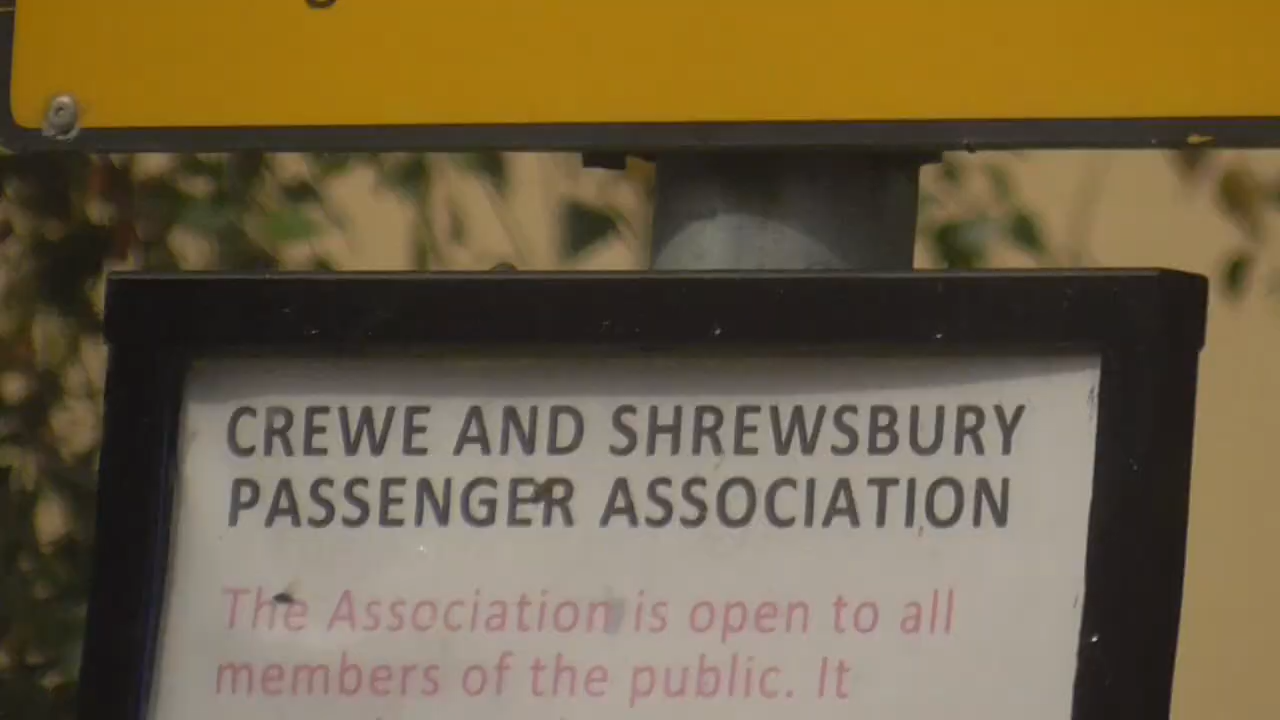 CREWE AND SHREWSBURY
PASSENGER ASSOCIATION
The Association is open to all
members of the public. It